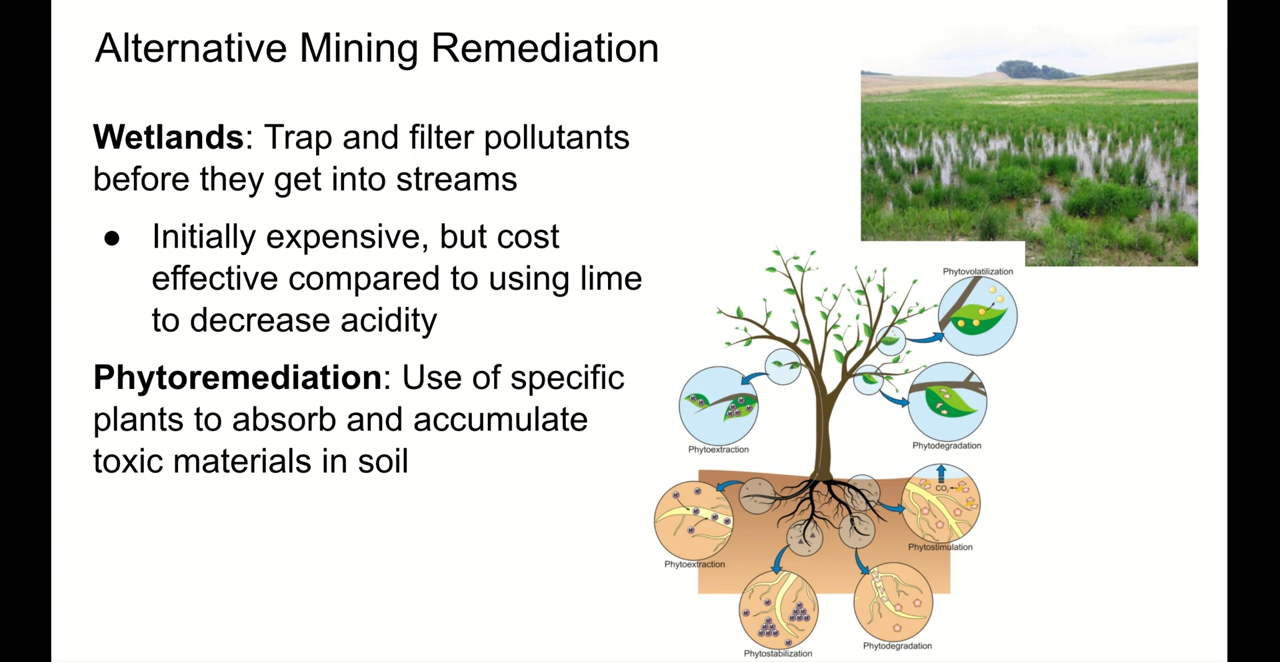 Alternative Mining Remediation
Wetlands: Trap and filter pollutants
before they get into streams
● Initially expensive, but cost
effective compared to using lime
to decrease acidity
Phytoremediation: Use of specific
plants to absorb and accumulate
toxic materials in soil
Phytovolatilization
Phytoextraction
Phytodegradation
CO₂
Phytostimulation
Phytoextraction
Phytodegradation
Phytostabilization